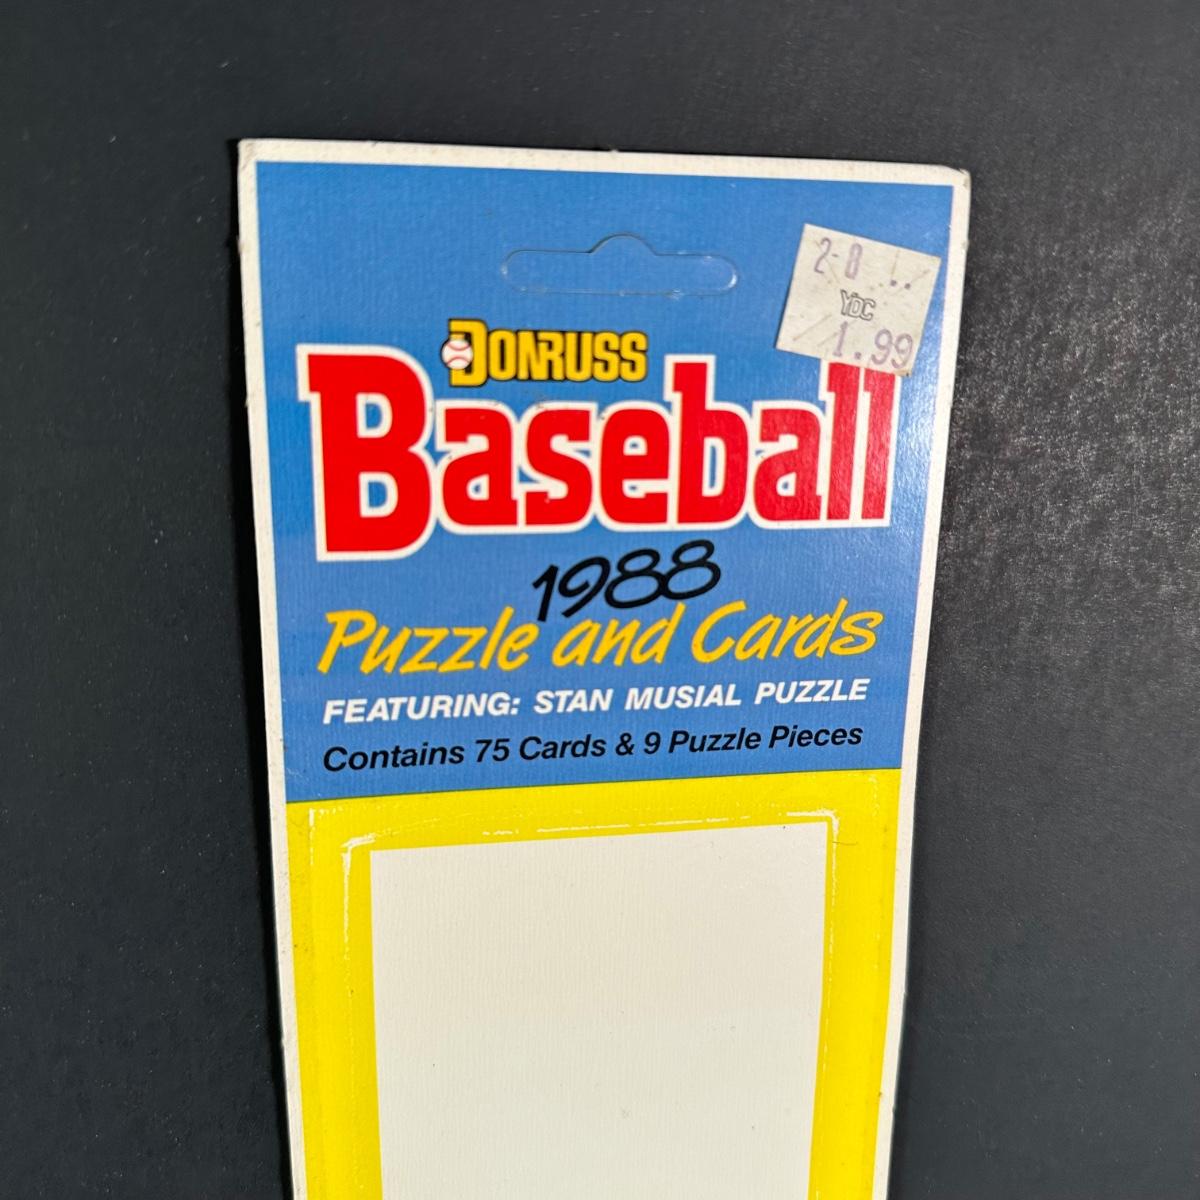 2-8
YDC
1.99
DONRUSS
Baseball
1988
Puzzle and Cards
FEATURING: STAN MUSIAL PUZZLE
Contains 75 Cards & 9 Puzzle Pieces